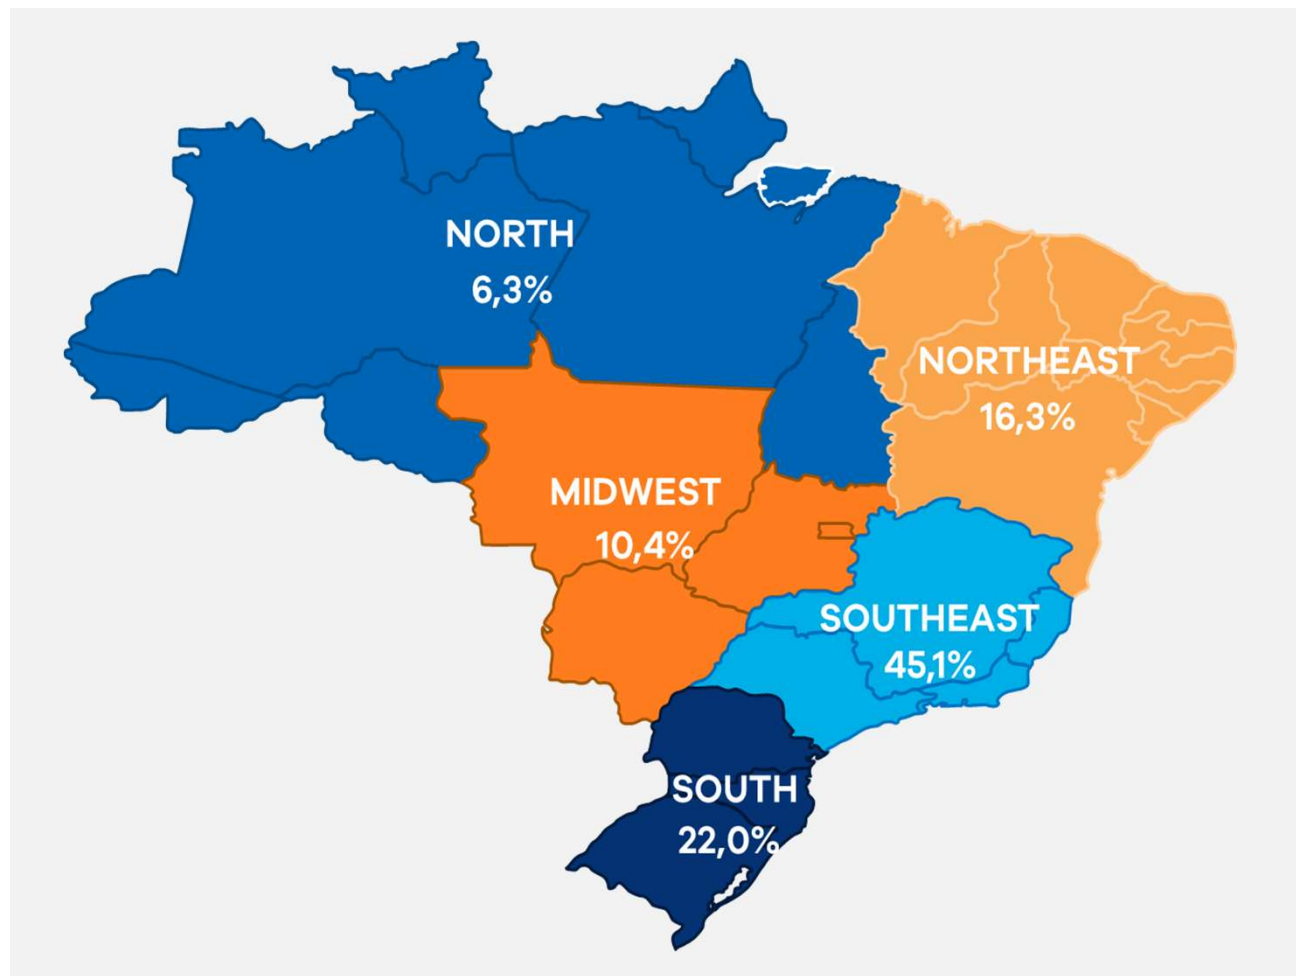 NORTH
6,3%
NORTHEAST
16,3%
MIDWEST
10,4%
SOUTHEAST
45,1%
SOUTH
22,0%